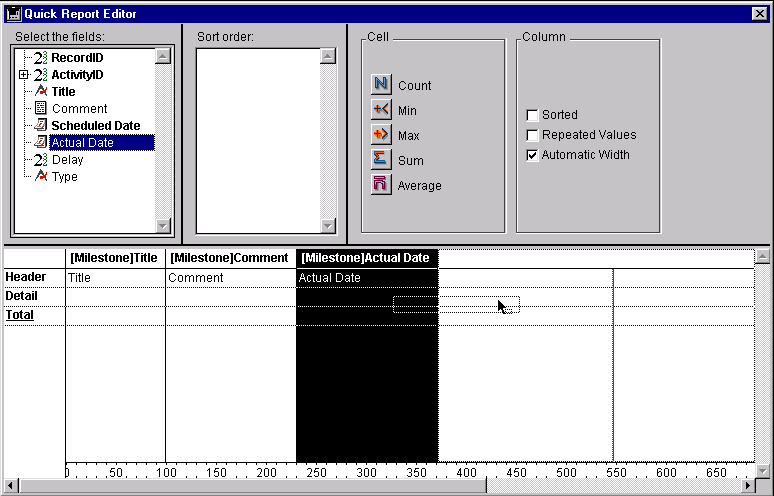 Quick Report Editor
Select the fields:
RecordID
ActivityID
Title
Comment
Scheduled Date
Actual Date
Delay
Type
Sort order:
Cell
Count
Min
Max
Sum
Average
Column
Sorted
Repeated Values
Automatic Width
[Milestone]Title [Milestone]Comment [Milestone]Actual Date
Header Title Comment Actual Date
Detail
Total
0 50 100 150 200 250 300 350 400 450 500 550 600 650